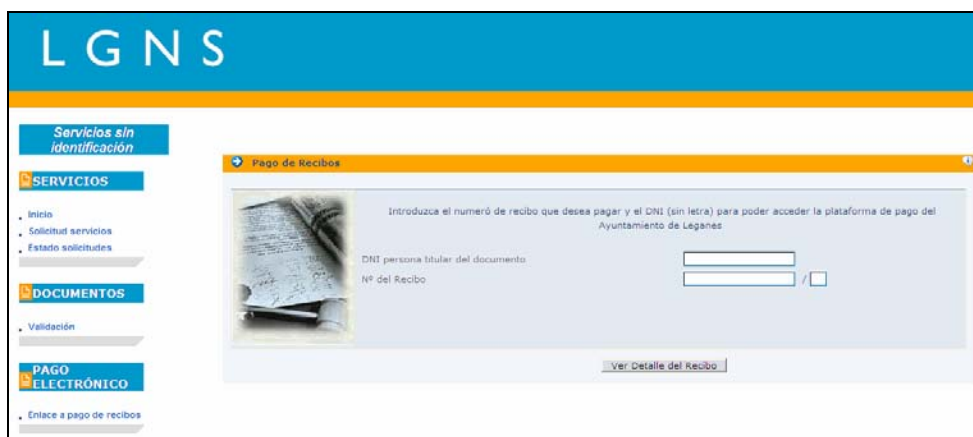 LGNS
Servicios sin
identificación
SERVICIOS
Inicio
Solicitud servicios
Estado solicitudes
DOCUMENTOS
Validación
PAGO
ELECTRÓNICO
Enlace a pago de recibos
Pago de Recibos
Introduzca el numeró de recibo que desea pagar y el DNI (sin letra) para poder acceder la plataforma de pago del
Ayuntamiento de Leganes
DNI persona titular del documento
Nº del Recibo /
Ver Detalle del Recibo